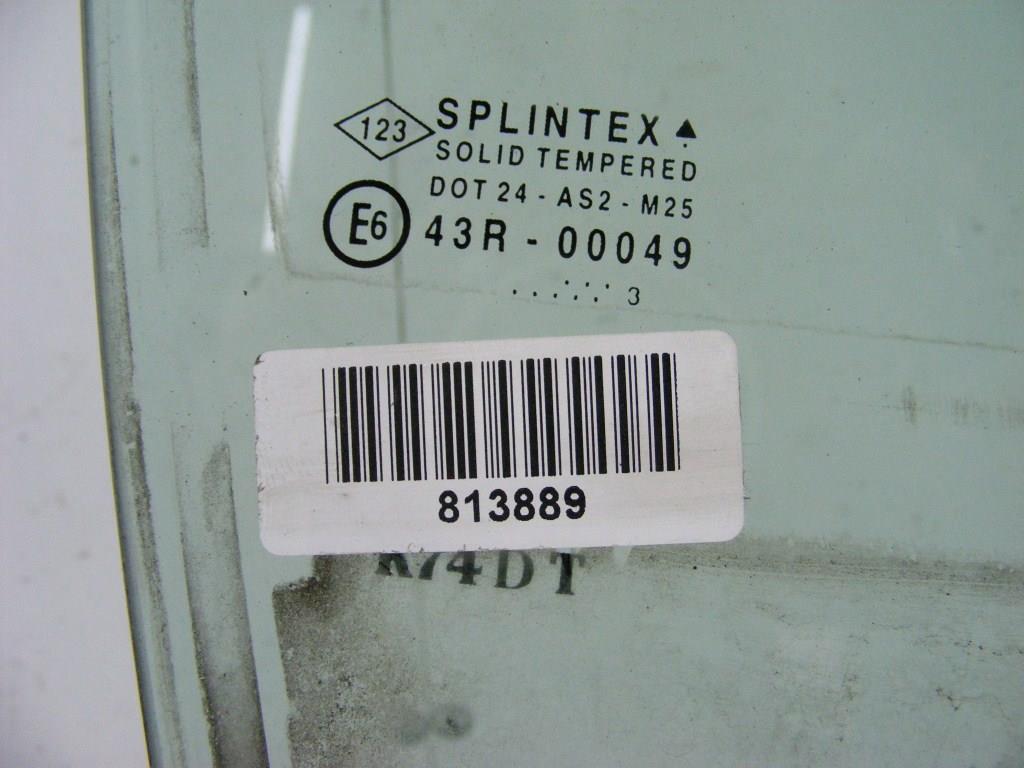 123 SPLINTEX
SOLID TEMPERED
DOT 24 - AS2 - M25
E6 43R - 00049
. . . : ∴ : 3
813889